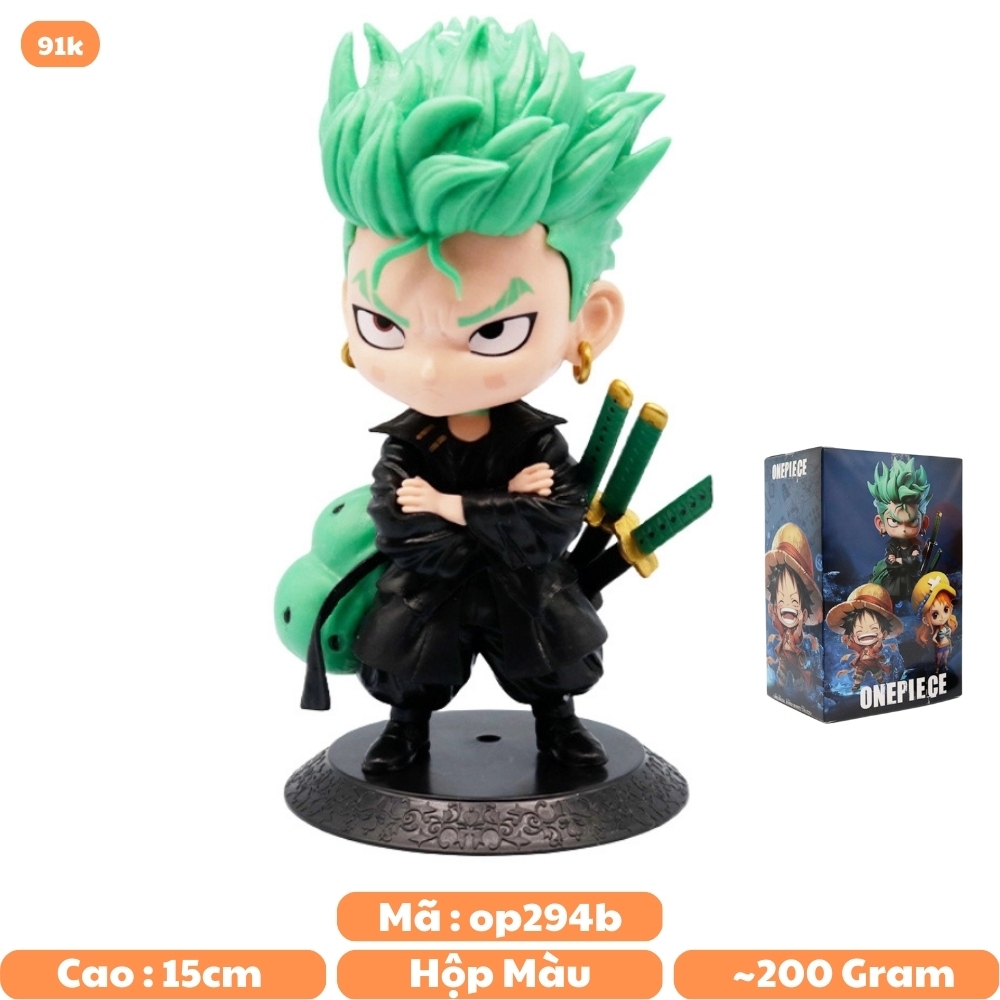 91k
ONEPIECE
ONEPIECE
Mã : op294b
Cao : 15cm
Hộp Màu
~200 Gram